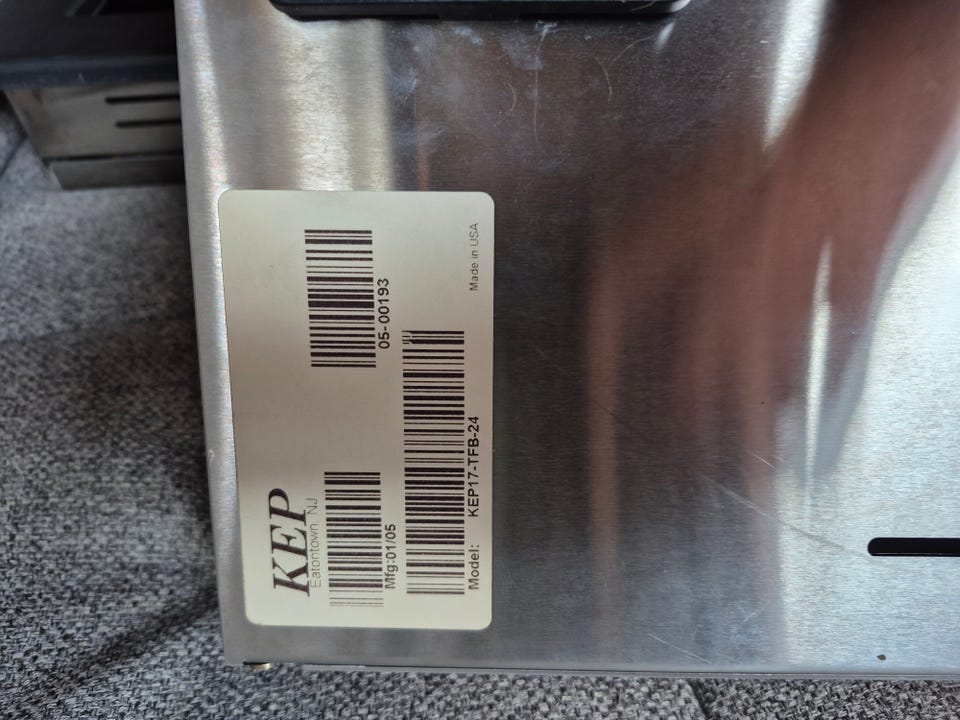 KEP
Eatontown, NJ
05-00193
Mfg:01/05
Model: KEP17-TFB-24
Made in USA